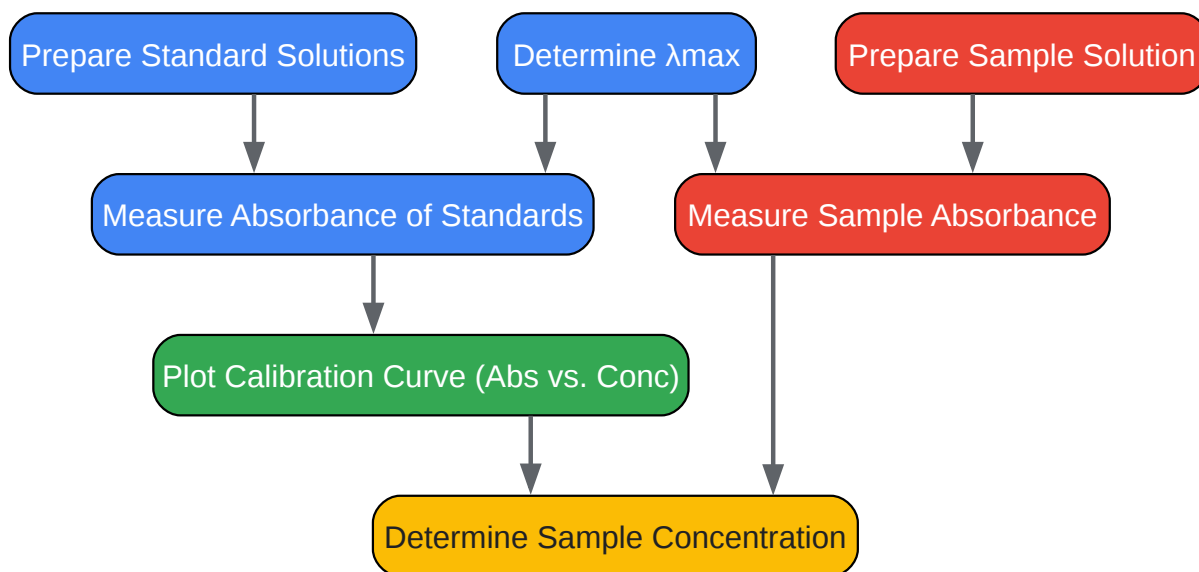 Prepare Standard Solutions
Determine λmax
Prepare Sample Solution
Measure Absorbance of Standards
Measure Sample Absorbance
Plot Calibration Curve (Abs vs. Conc)
Determine Sample Concentration